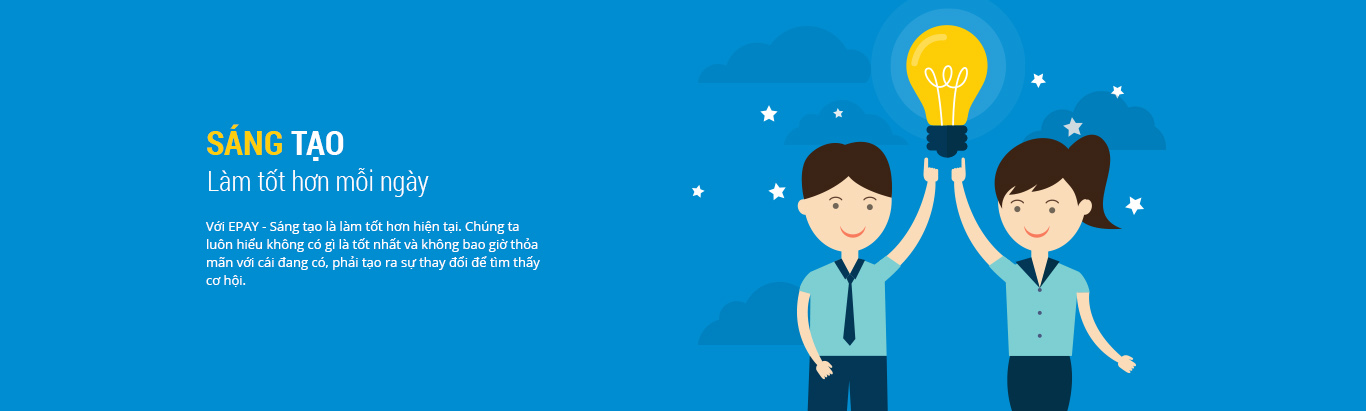 SÁNG TẠO
Làm tốt hơn mỗi ngày
Với EPAY - Sáng tạo là làm tốt hơn hiện tại. Chúng ta
luôn hiểu không có gì là tốt nhất và không bao giờ thỏa
mãn với cái đang có, phải tạo ra sự thay đổi để tìm thấy
cơ hội.